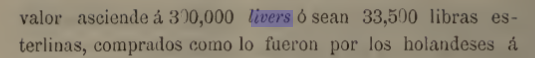 valor asciende á 300,000 livers ó sean 33,500 libras es-
terlinas, comprados como lo fueron por los holandeses á